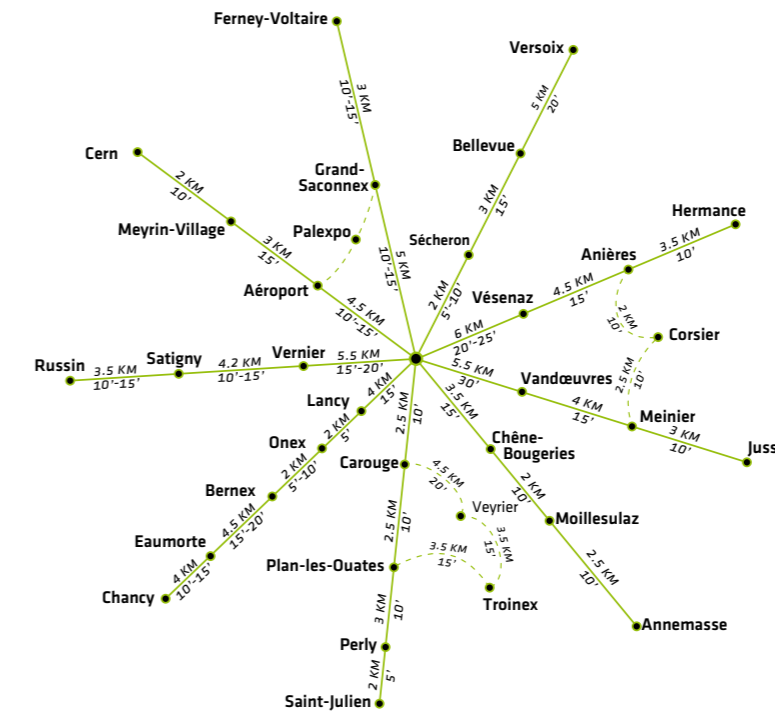 Ferney-Voltaire
3 KM
10'-15'
Versoix
5 KM
20'
Bellevue
3 KM
15'
Sécheron
2 KM
5'-10'
Cern
2 KM
10'
Meyrin-Village
3 KM
15'
Aéroport
4.5 KM
10'-15'
Grand-
Saconnex
Palexpo
5 KM
10'-15'
Hermance
3.5 KM
10'
Anières
4.5 KM
15'
Vésenaz
6 KM
20'-25'
2 KM
10'
Corsier
2.5 KM
10'
Russin
3.5 KM
10'-15'
Satigny
4.2 KM
10'-15'
Vernier
5.5 KM
15'-20'
5.5 KM
30'
Vandœuvres
4 KM
15'
Meinier
3 KM
10'
Juss
Lancy
4 KM
15'
Onex
2 KM
5'
Bernex
2 KM
5'-10'
Eaumorte
4.5 KM
15'-20'
Chancy
4 KM
10'-15'
2.5 KM
10'
Carouge
2.5 KM
10'
Plan-les-Ouates
3 KM
10'
Perly
2 KM
5'
Saint-Julien
4.5 KM
20'
Veyrier
3.5 KM
15'
3.5 KM
15'
Troinex
3.5 KM
15'
Chêne-
Bougeries
2 KM
10'
Moillesulaz
2.5 KM
10'
Annemasse